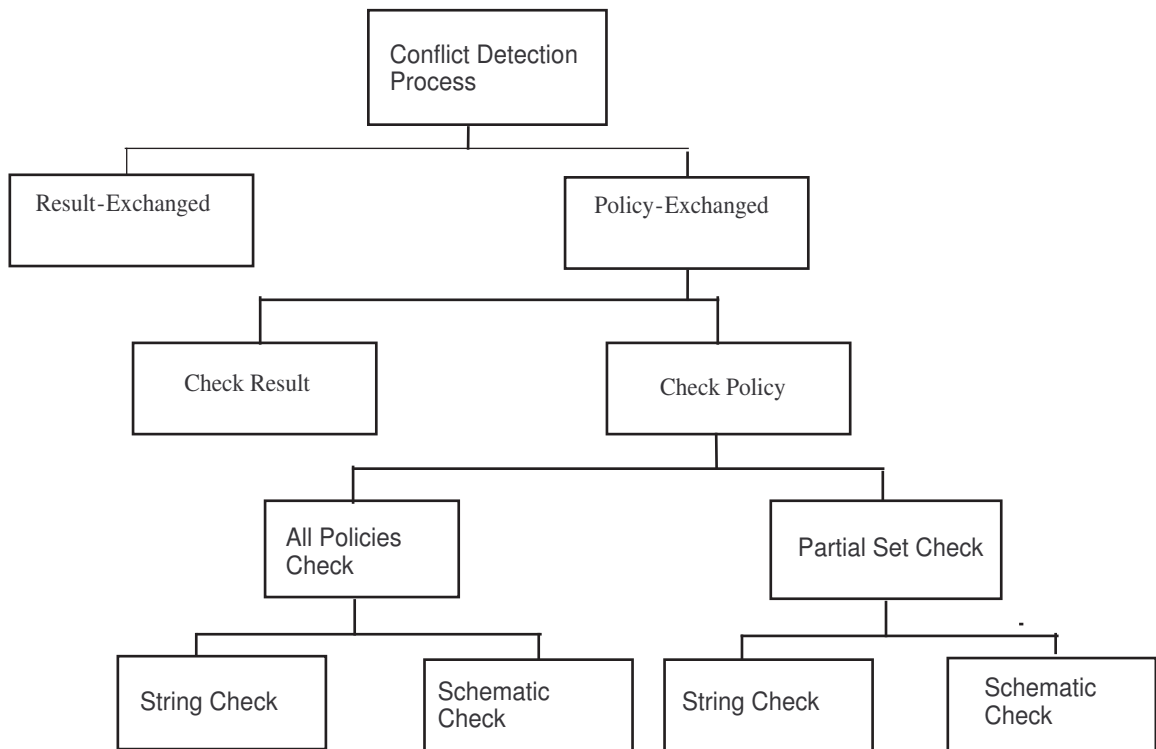 Conflict Detection
Process
Result-Exchanged
Policy-Exchanged
Check Result
Check Policy
All Policies
Check
Partial Set Check
String Check
Schematic
Check
String Check
Schematic
Check